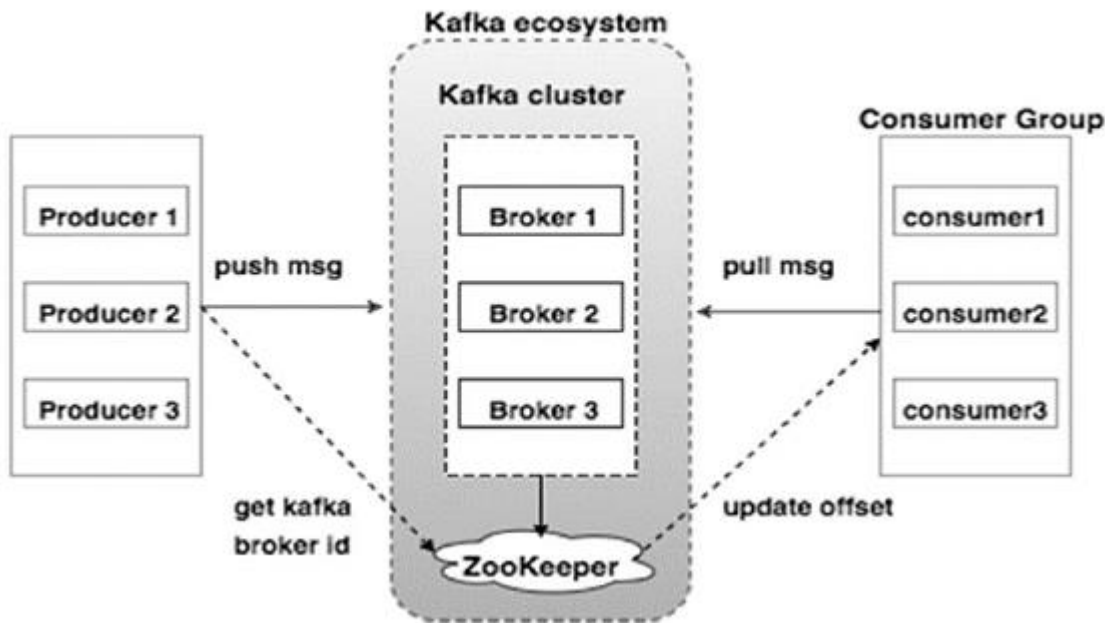 Kafka ecosystem
Kafka cluster
Consumer Group
Producer 1
Producer 2
Producer 3
push msg
Broker 1
Broker 2
Broker 3
pull msg
consumer1
consumer2
consumer3
get kafka
broker id
update offset
ZooKeeper